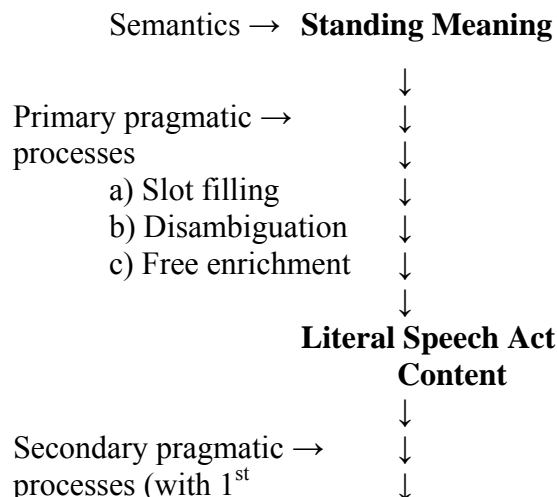 Semantics → Standing Meaning
↓
Primary pragmatic → ↓
processes ↓
a) Slot filling ↓
b) Disambiguation ↓
c) Free enrichment ↓
↓
Literal Speech Act
Content
↓
Secondary pragmatic → ↓
processes (with 1st ↓